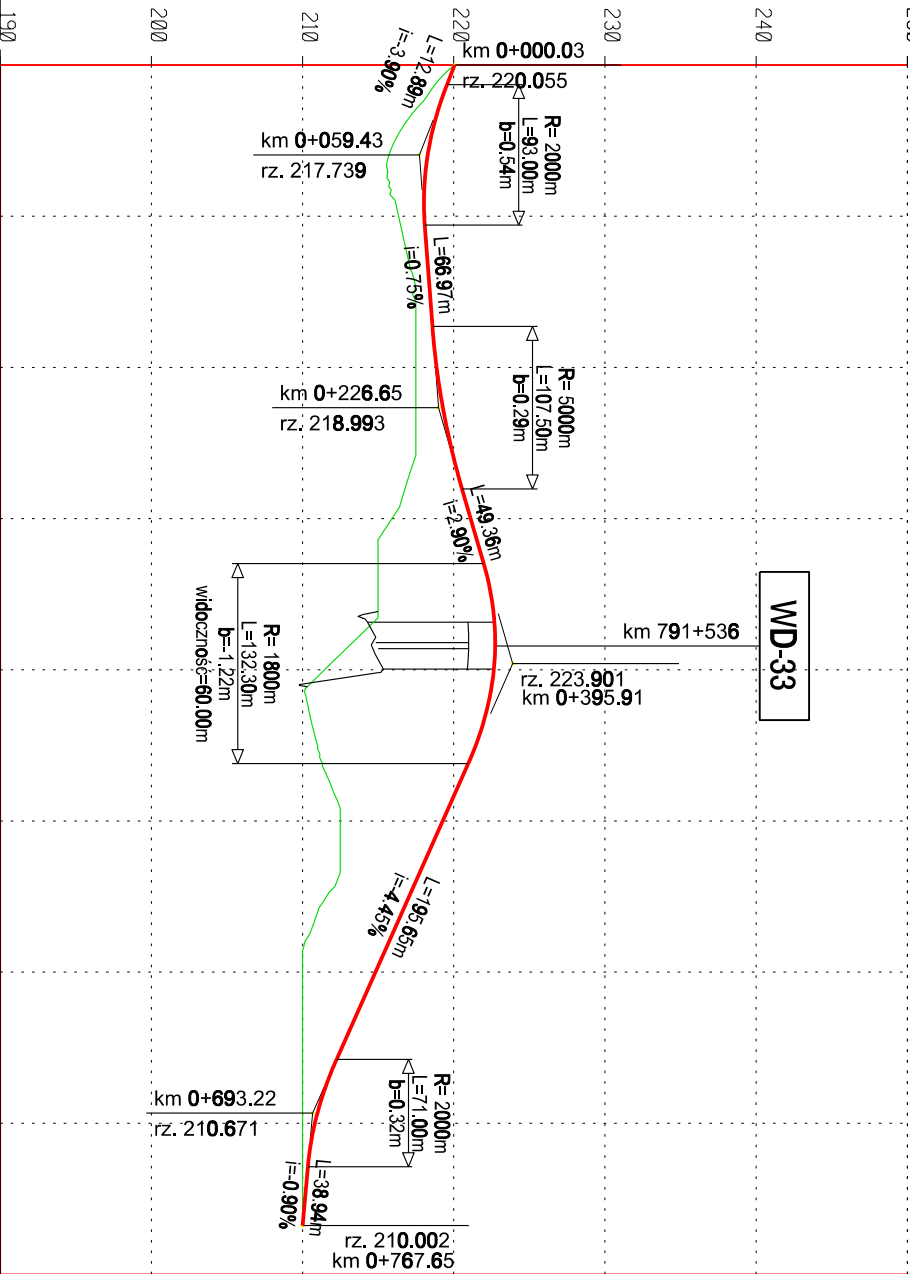 190
200
210
220
230
240
km 0+000.03
rz. 220.055
L=12.89m
i=-3.90%
R= 2000m
L=93.00m
b=0.54m
km 0+059.43
rz. 217.739
L=66.97m
i=0.75%
R= 5000m
L=107.50m
b=0.29m
km 0+226.65
rz. 218.993
L=49.36m
i=2.90%
WD-33
km 791+536
rz. 223.901
km 0+395.91
R= 1800m
L=132.30m
b=-1.22m
widoczność=60.00m
L=195.65m
i=-4.45%
R= 2000m
L=71.00m
b=0.32m
km 0+693.22
rz. 210.671
L=38.94m
i=-0.90%
rz. 210.002
km 0+767.65